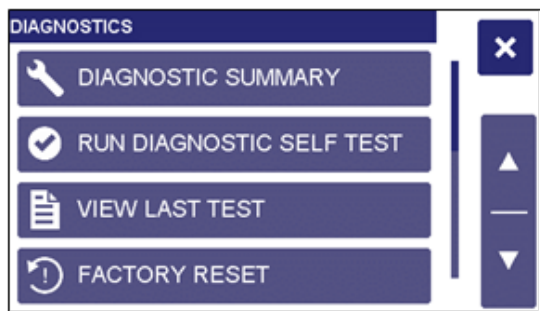 DIAGNOSTICS
DIAGNOSTIC SUMMARY
RUN DIAGNOSTIC SELF TEST
VIEW LAST TEST
FACTORY RESET